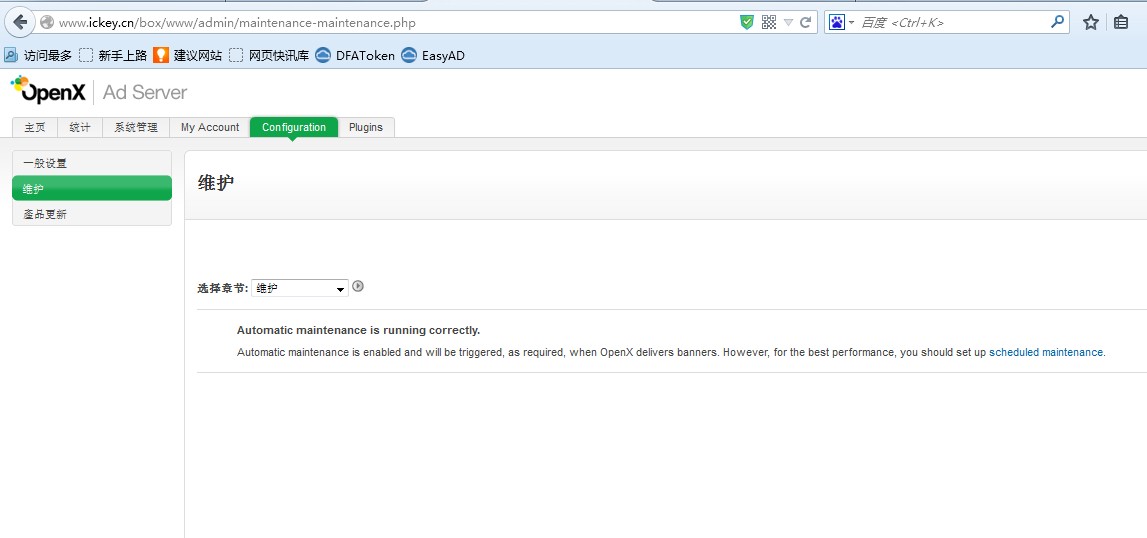 www.ickey.cn/box/www/admin/maintenance-maintenance.php 百度 <Ctrl+K>
访问最多 新手上路 建议网站 网页快讯库 DFAToken EasyAD
OpenX Ad Server
主页 统计 系统管理 My Account Configuration Plugins
一般设置
维护
產品更新
维护
选择章节: 维护
Automatic maintenance is running correctly.
Automatic maintenance is enabled and will be triggered, as required, when OpenX delivers banners. However, for the best performance, you should set up scheduled maintenance.